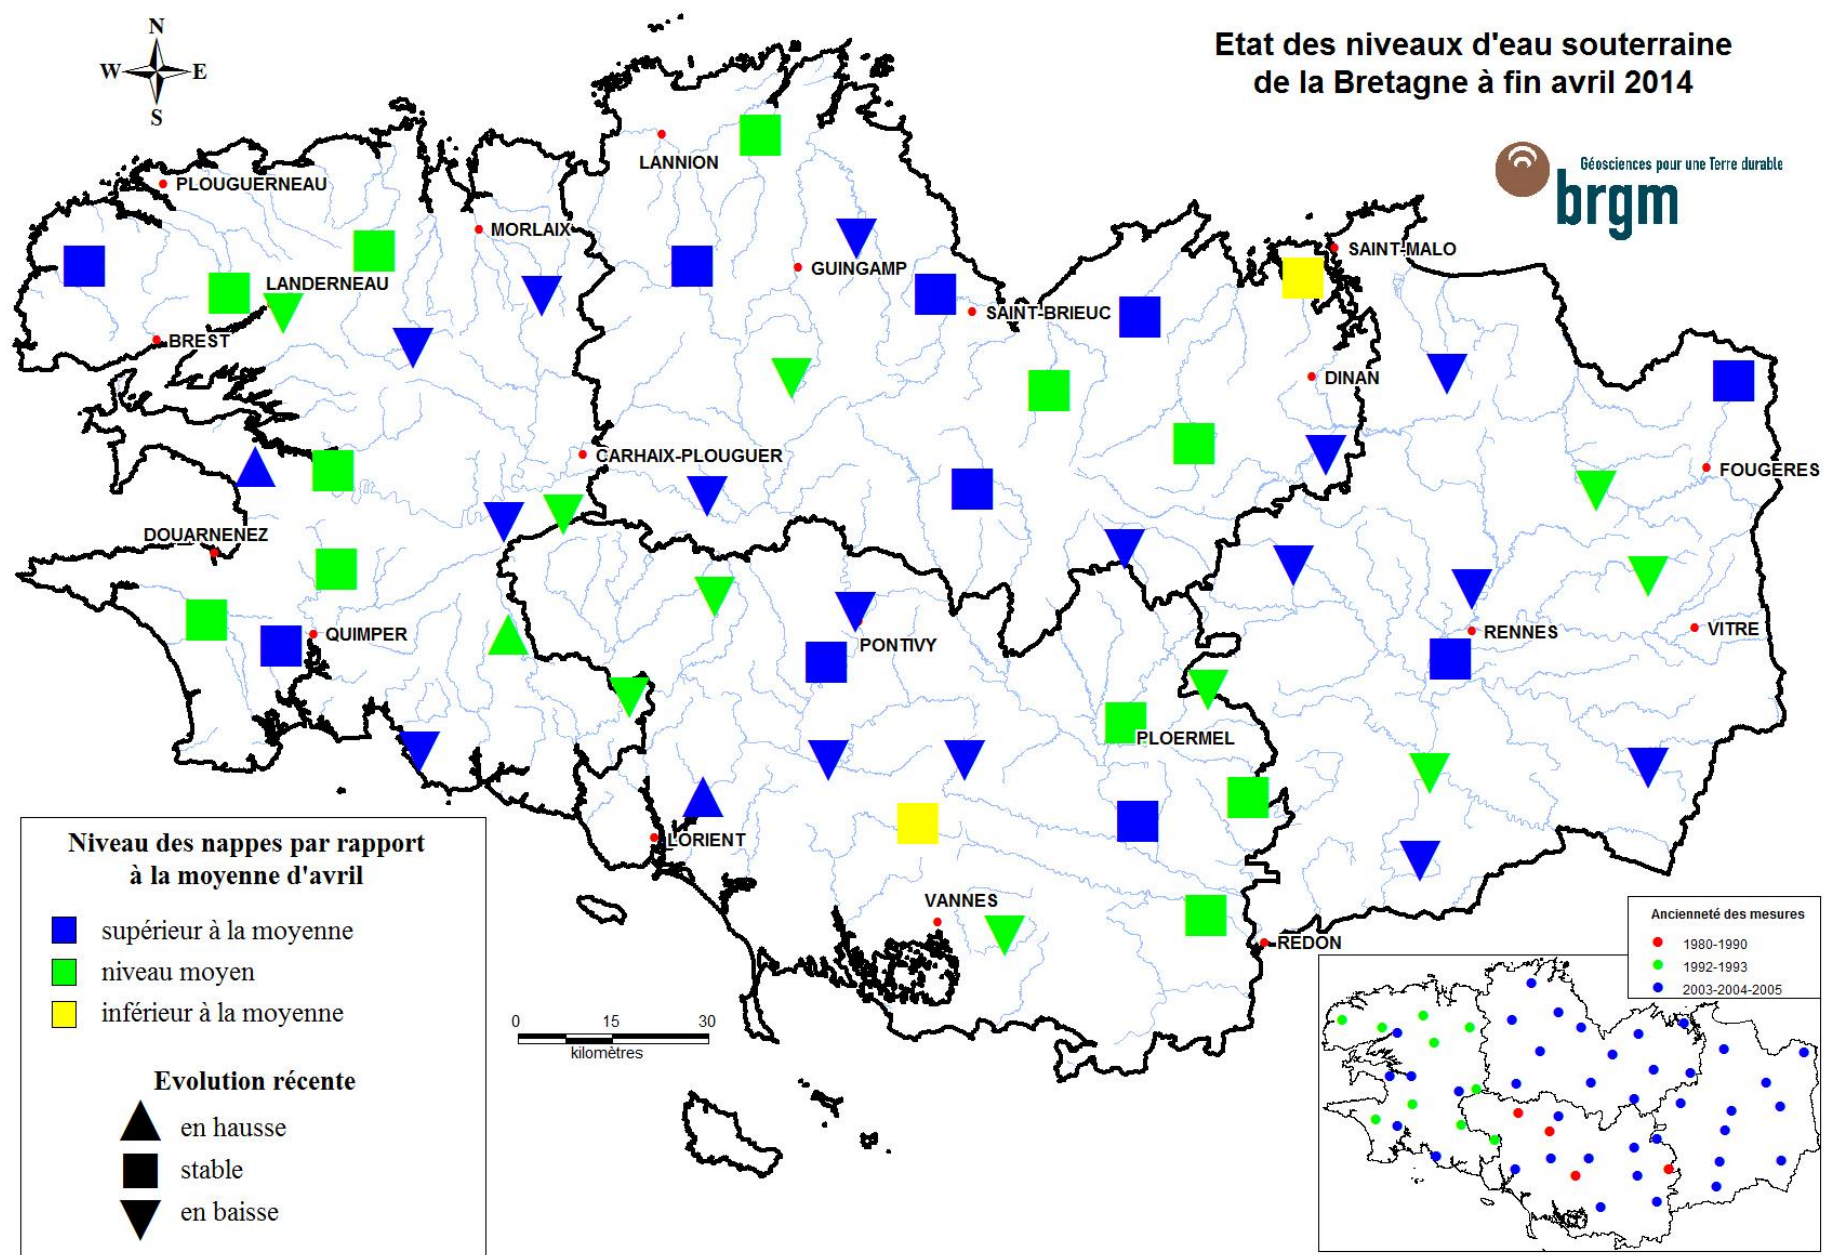 Etat des niveaux d'eau souterraine
de la Bretagne à fin avril 2014
N
W
E
S
Géosciences pour une Terre durable
brgm
LANNION
PLOUGUERNEAU
MORLAIX
SAINT-MALO
GUINGAMP
LANDERNEAU
SAINT-BRIEUC
BREST
DINAN
CARHAIX-PLOUGUER
FOUGERES
DOUARNENEZ
QUIMPER
RENNES
VITRE
PONTIVY
PLOERMEL
LORIENT
VANNES
REDON
Niveau des nappes par rapport
à la moyenne d'avril
supérieur à la moyenne
niveau moyen
inférieur à la moyenne
Evolution récente
en hausse
stable
en baisse
0 15 30
kilomètres
Ancienneté des mesures
1980-1990
1992-1993
2003-2004-2005